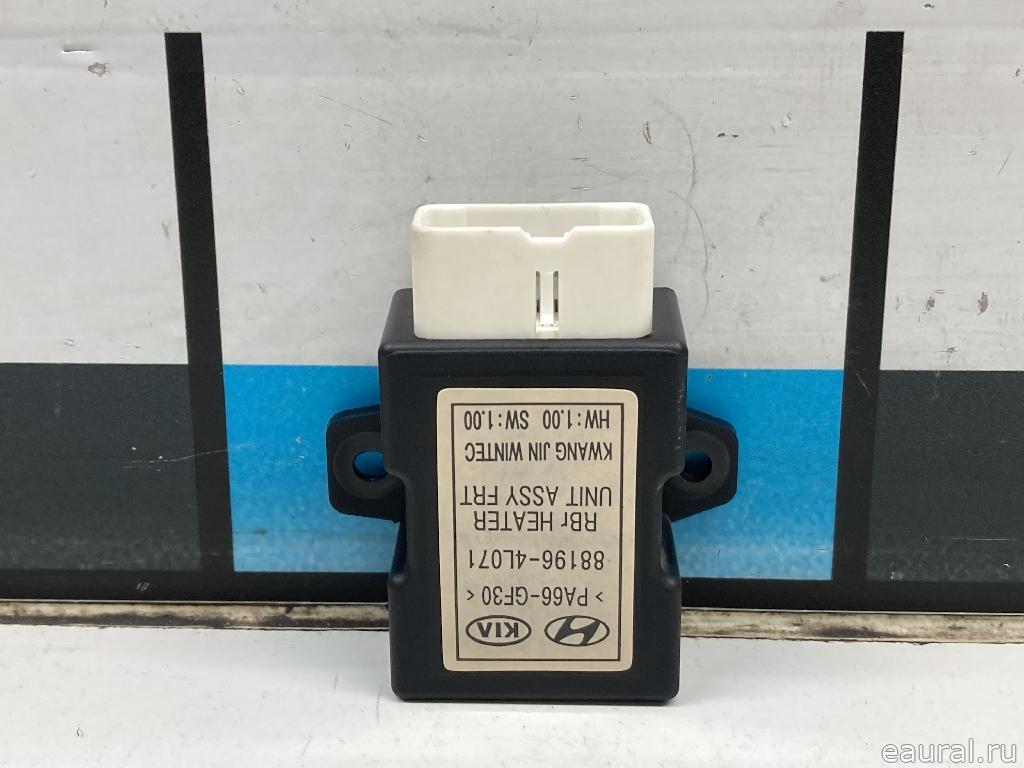 KIA
> PA66-GF30 <
88196-4L071
RBr HEATER
UNIT ASSY FRT
KWANG JIN WINTEC
HW:1.00 SW:1.00
eaural.ru